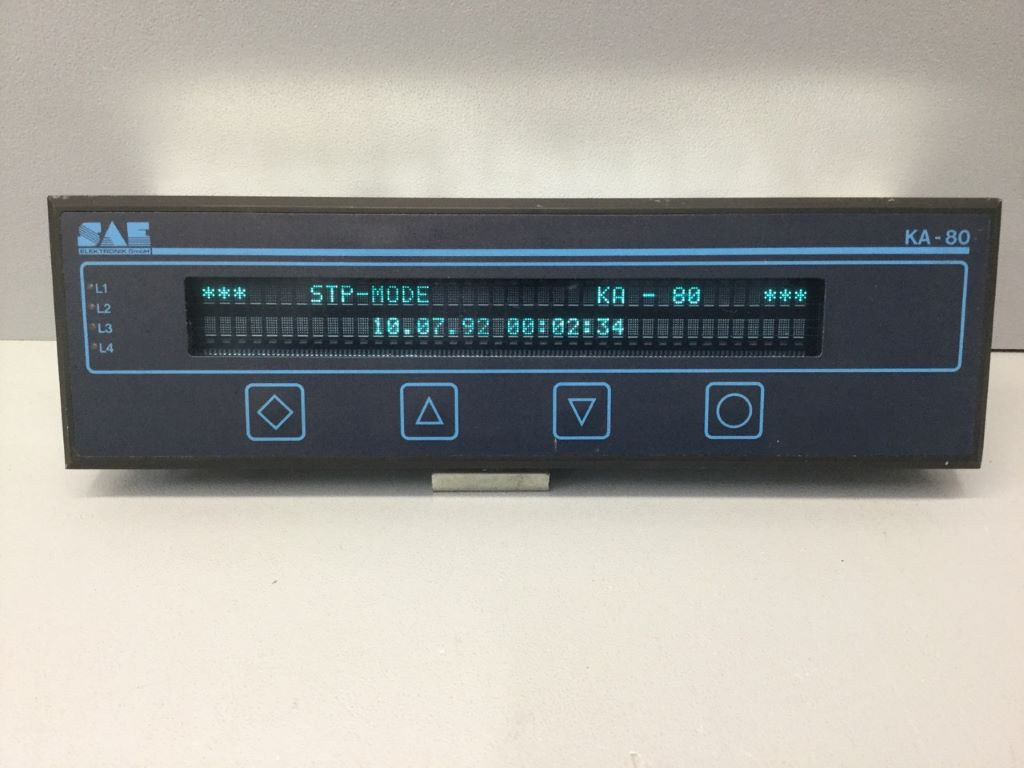 SAE
ELEKTRONIK GmbH
KA - 80
L1
L2
L3
L4
*** STP-MODE KA - 80 ***
10.07.92 00:02:34